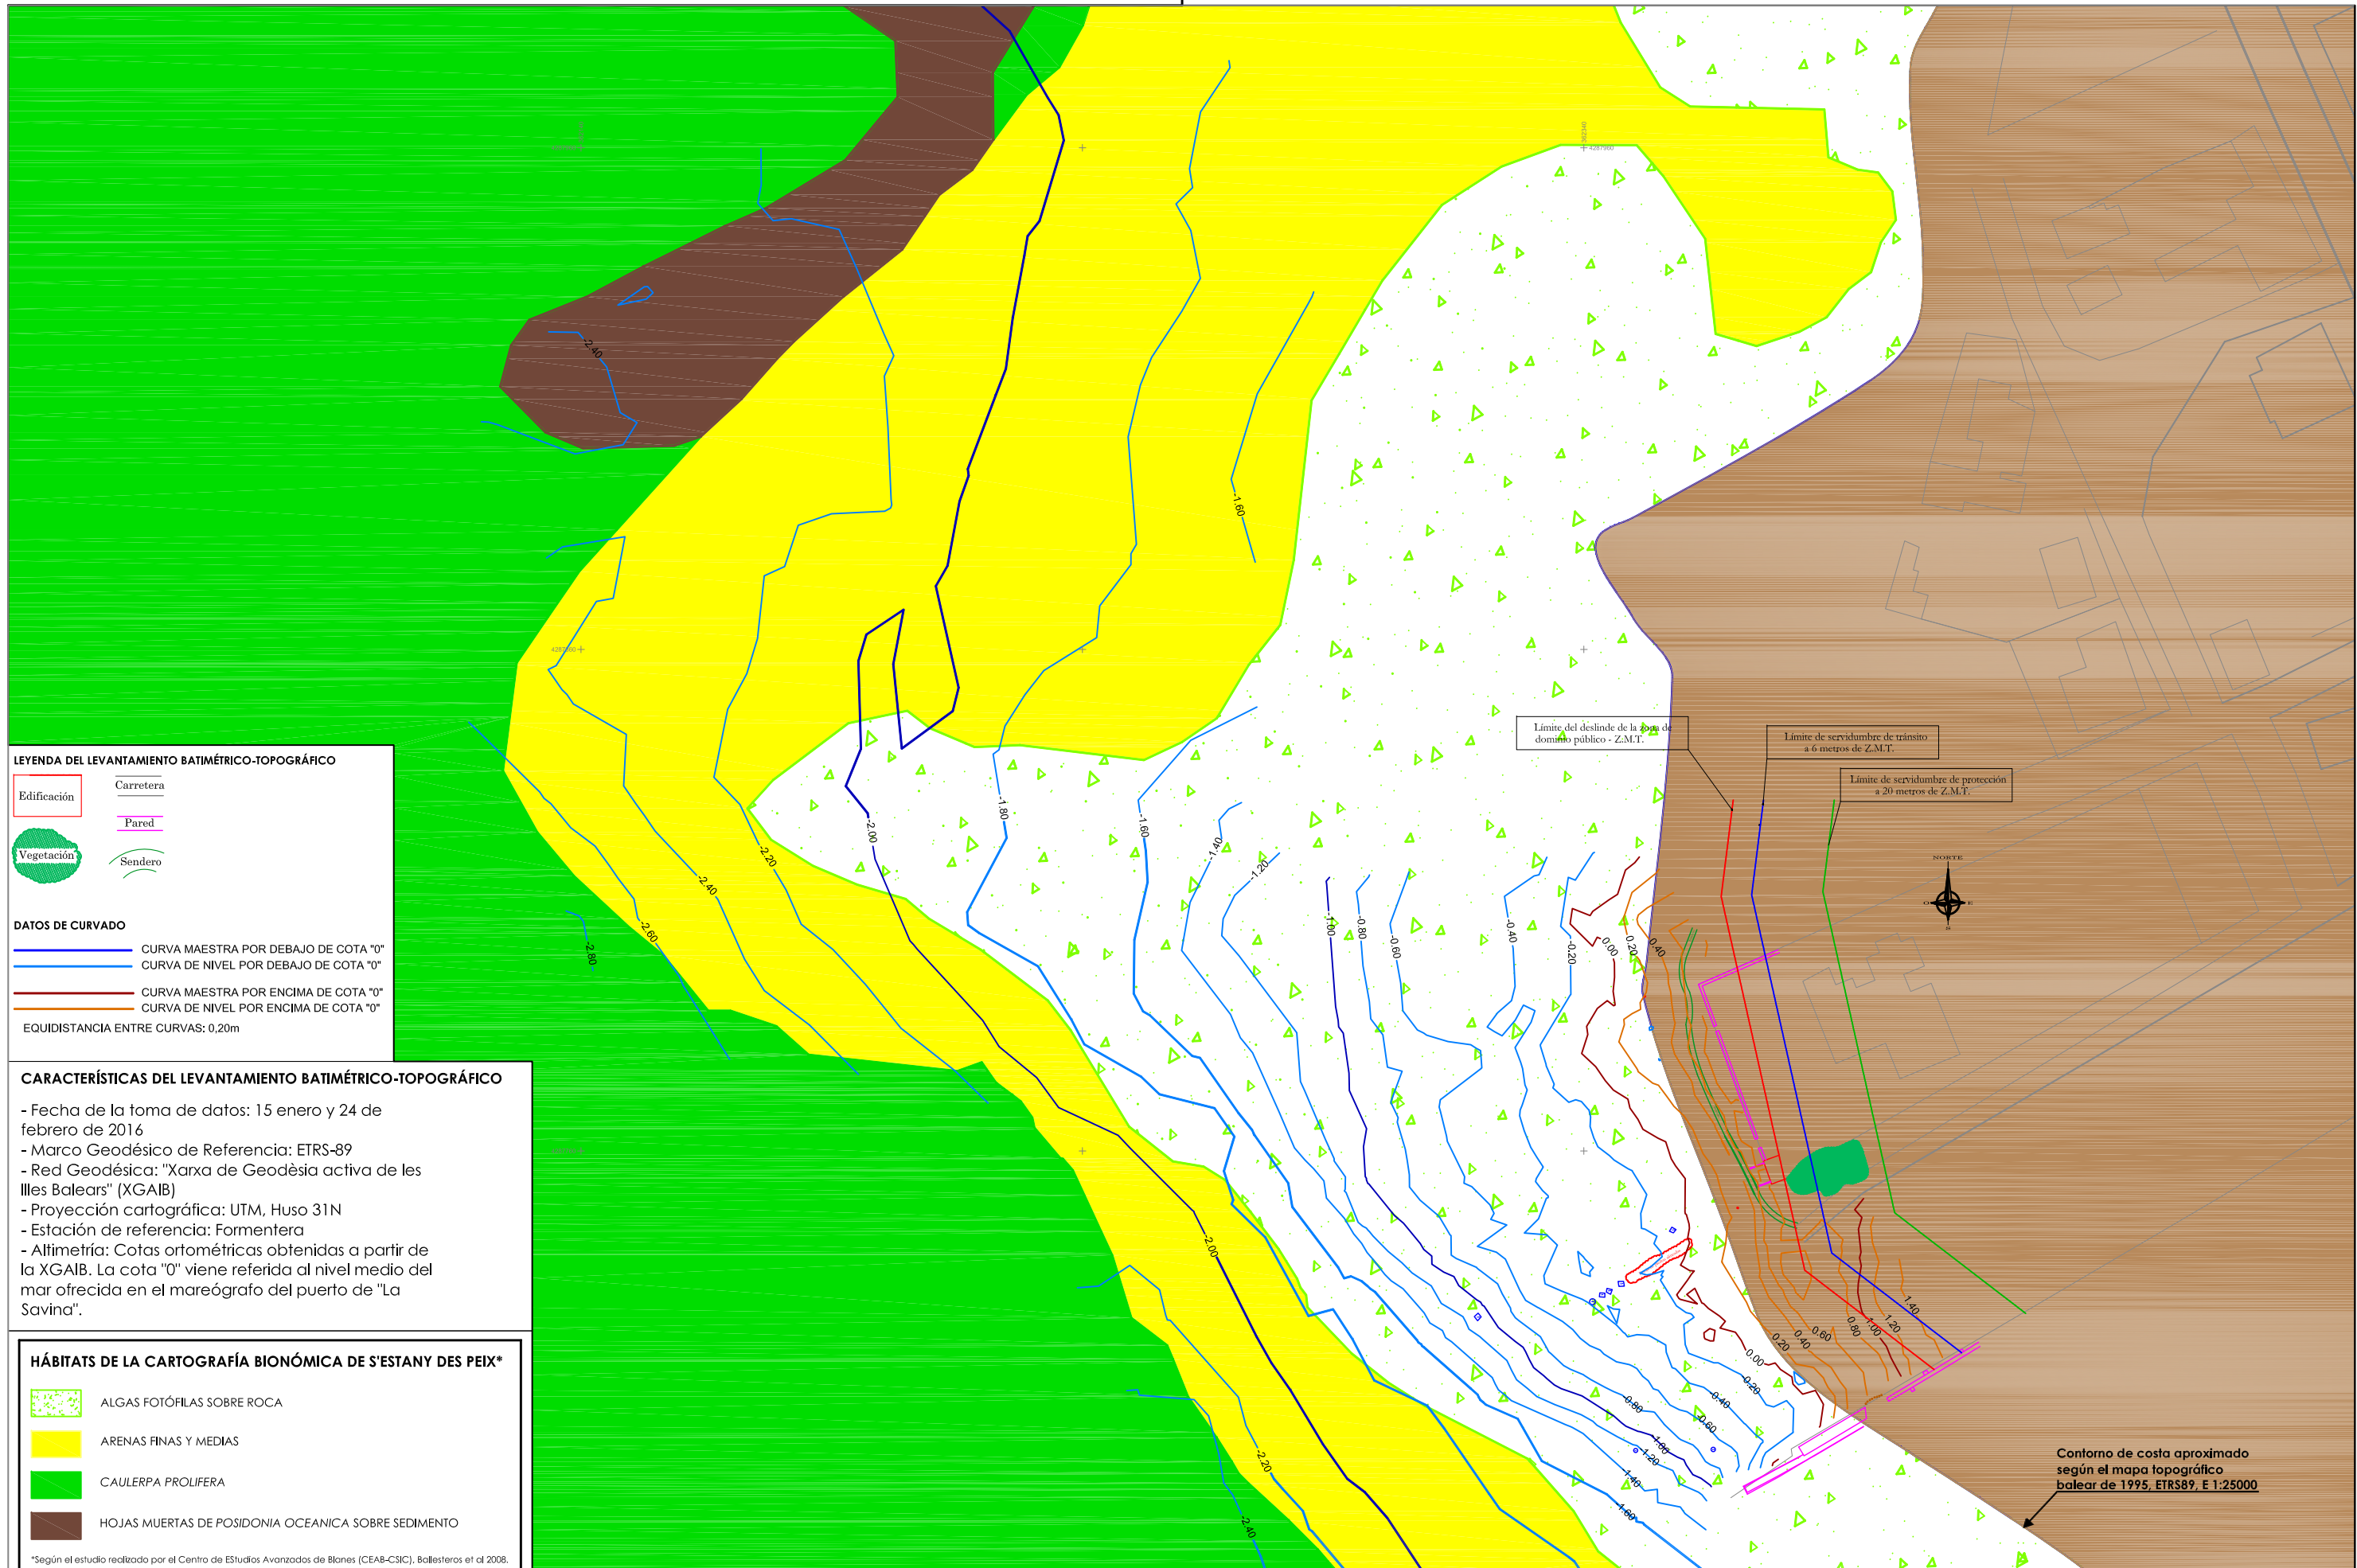 362340
4287960
4287860
Límite del deslinde de la zona de
dominio público - Z.M.T.
Límite de servidumbre de tránsito
a 6 metros de Z.M.T.
Límite de servidumbre de protección
a 20 metros de Z.M.T.
NORTE
O
E
S
LEYENDA DEL LEVANTAMIENTO BATIMÉTRICO-TOPOGRÁFICO
Edificación
Carretera
Pared
Vegetación
Sendero
DATOS DE CURVADO
CURVA MAESTRA POR DEBAJO DE COTA "0"
CURVA DE NIVEL POR DEBAJO DE COTA "0"
CURVA MAESTRA POR ENCIMA DE COTA "0"
CURVA DE NIVEL POR ENCIMA DE COTA "0"
EQUIDISTANCIA ENTRE CURVAS: 0,20m
CARACTERÍSTICAS DEL LEVANTAMIENTO BATIMÉTRICO-TOPOGRÁFICO
- Fecha de la toma de datos: 15 enero y 24 de
febrero de 2016
- Marco Geodésico de Referencia: ETRS-89
- Red Geodésica: "Xarxa de Geodèsia activa de les
Illes Balears" (XGAIB)
- Proyección cartográfica: UTM, Huso 31N
- Estación de referencia: Formentera
- Altimetría: Cotas ortométricas obtenidas a partir de
la XGAIB. La cota "0" viene referida al nivel medio del
mar ofrecida en el mareógrafo del puerto de "La
Savina".
HÁBITATS DE LA CARTOGRAFÍA BIONÓMICA DE S'ESTANY DES PEIX*
ALGAS FOTÓFILAS SOBRE ROCA
ARENAS FINAS Y MEDIAS
CAULERPA PROLIFERA
HOJAS MUERTAS DE POSIDONIA OCEANICA SOBRE SEDIMENTO
*Según el estudio realizado por el Centro de EStudios Avanzados de Blanes (CEAB-CSIC), Ballesteros et al 2008.
Contorno de costa aproximado
según el mapa topográfico
balear de 1995, ETRS89, E 1:25000
-2.40
-1.60
-2.00
-1.80
-1.60
-1.40
-1.20
-1.00
-0.80
-0.60
-0.40
-0.20
0.00
0.20
0.40
-2.20
-2.40
-2.60
-2.80
-2.00
-2.20
-2.40
0.20
0.40
0.60
0.80
1.00
1.20
1.40
0.00
-0.20
-0.40
-0.60
-0.80
-1.00
-1.20
-1.40
-1.60